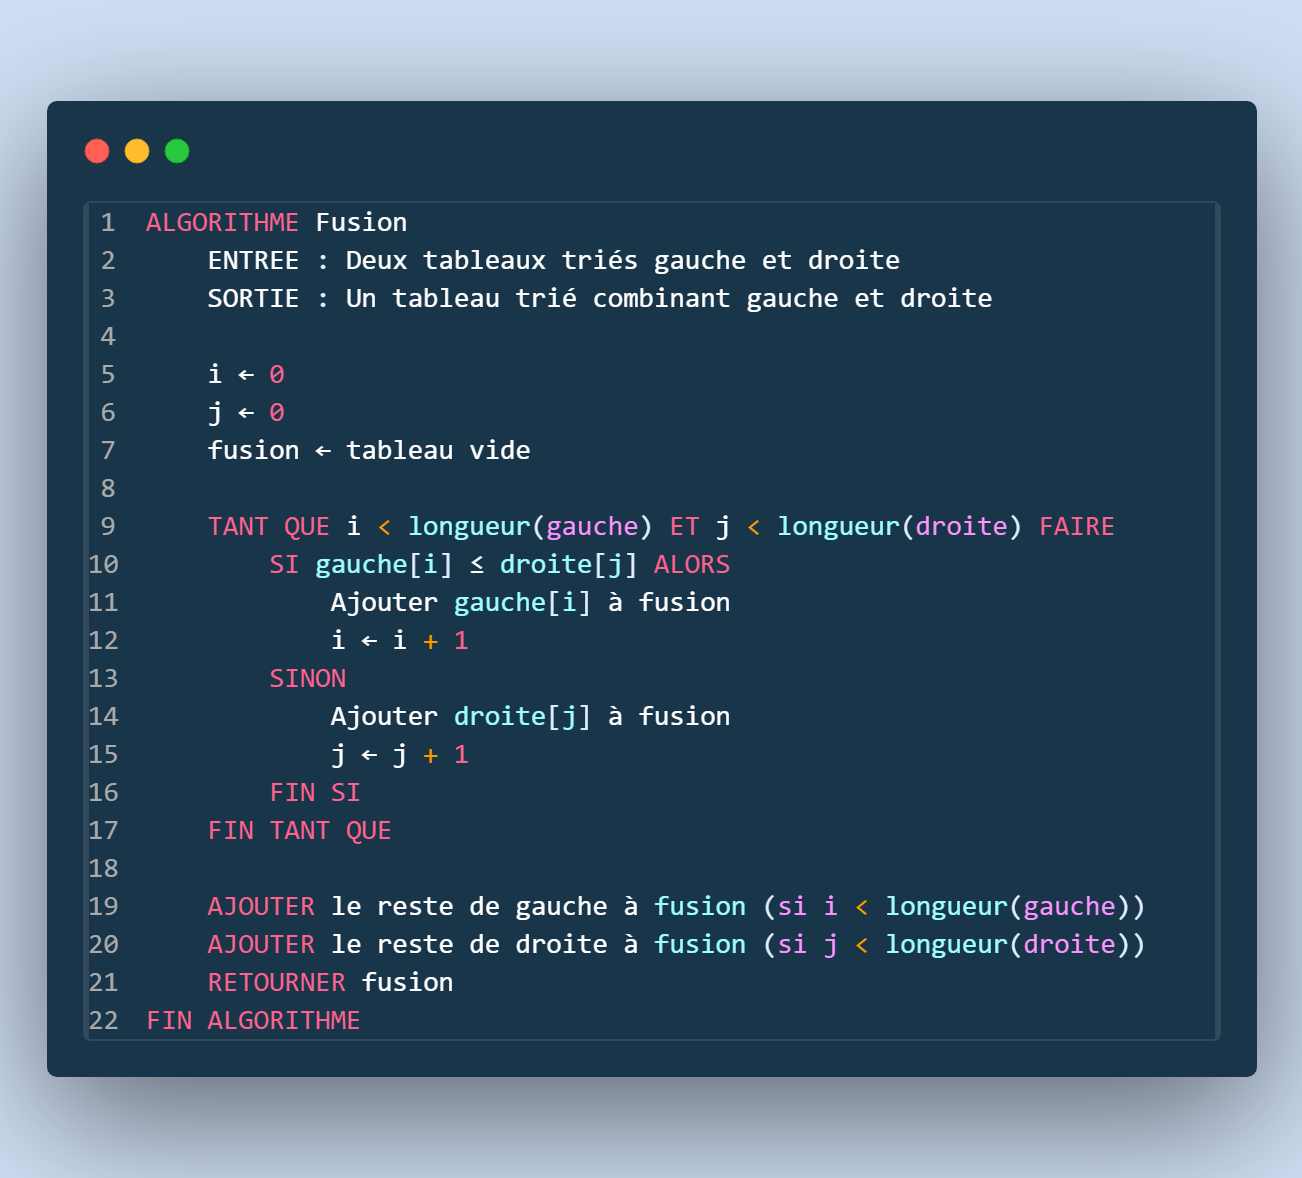 1 ALGORITHME Fusion
2 ENTREE : Deux tableaux triés gauche et droite
3 SORTIE : Un tableau trié combinant gauche et droite
4
5 i ← 0
6 j ← 0
7 fusion ← tableau vide
8
9 TANT QUE i < longueur(gauche) ET j < longueur(droite) FAIRE
10 SI gauche[i] ≤ droite[j] ALORS
11 Ajouter gauche[i] à fusion
12 i ← i + 1
13 SINON
14 Ajouter droite[j] à fusion
15 j ← j + 1
16 FIN SI
17 FIN TANT QUE
18
19 AJOUTER le reste de gauche à fusion (si i < longueur(gauche))
20 AJOUTER le reste de droite à fusion (si j < longueur(droite))
21 RETOURNER fusion
22 FIN ALGORITHME